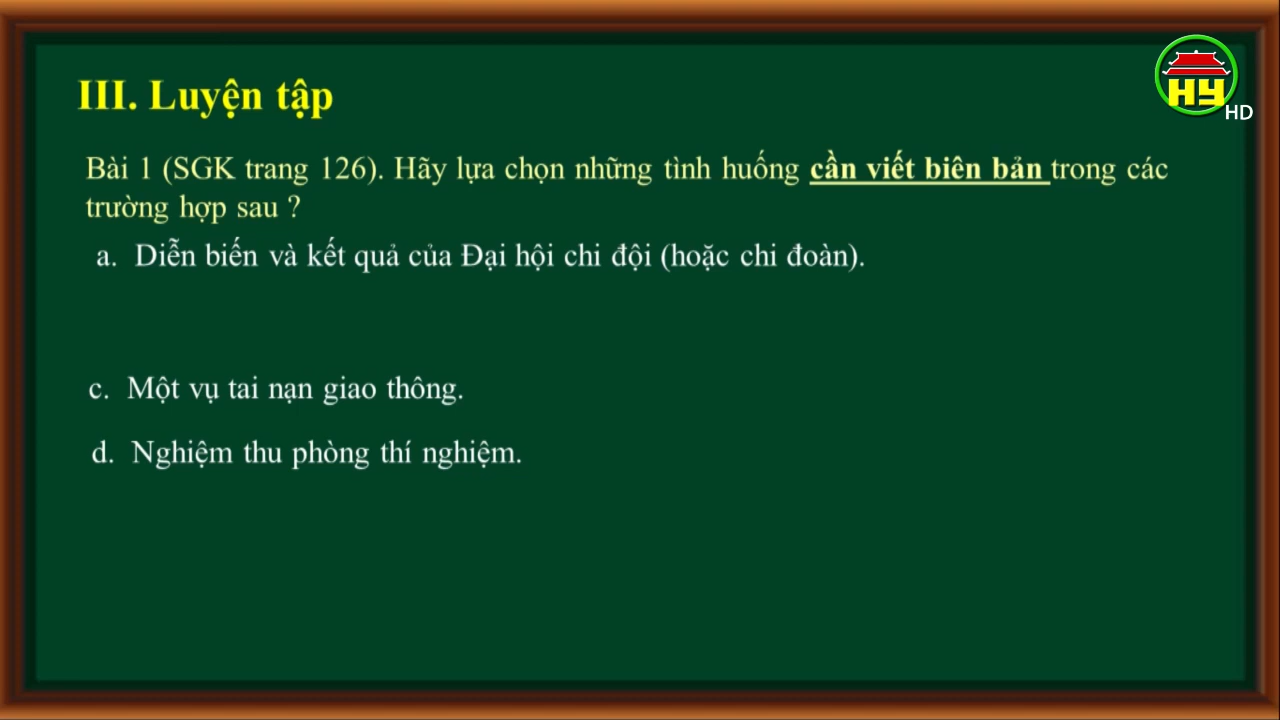 III. Luyện tập
HY
HD
Bài 1 (SGK trang 126). Hãy lựa chọn những tình huống cần viết biên bản trong các
trường hợp sau ?
a. Diễn biến và kết quả của Đại hội chi đội (hoặc chi đoàn).
c. Một vụ tai nạn giao thông.
d. Nghiệm thu phòng thí nghiệm.